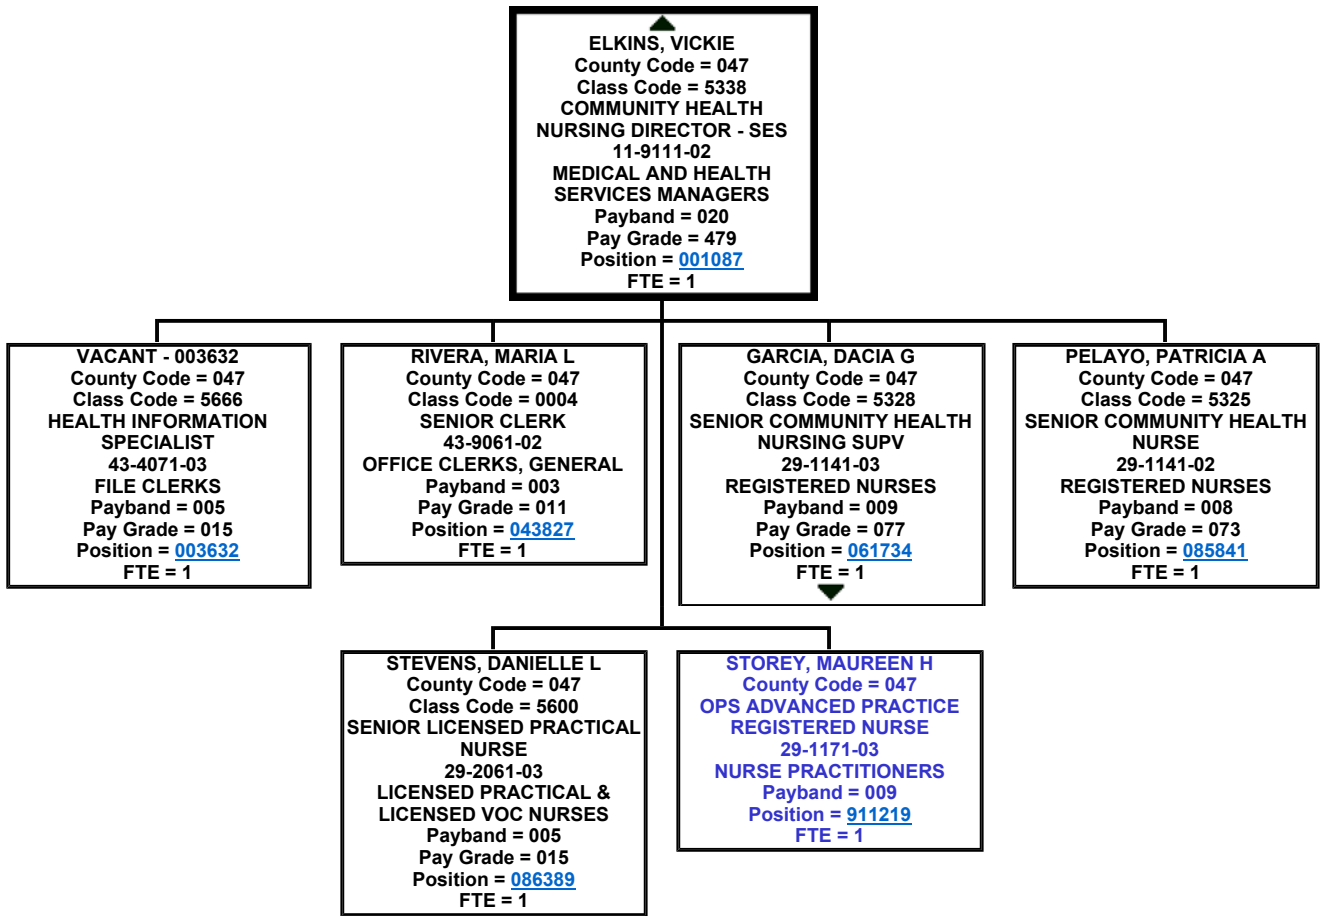 ELKINS, VICKIE
County Code = 047
Class Code = 5338
COMMUNITY HEALTH
NURSING DIRECTOR - SES
11-9111-02
MEDICAL AND HEALTH
SERVICES MANAGERS
Payband = 020
Pay Grade = 479
Position = 001087
FTE = 1
VACANT - 003632
County Code = 047
Class Code = 5666
HEALTH INFORMATION
SPECIALIST
43-4071-03
FILE CLERKS
Payband = 005
Pay Grade = 015
Position = 003632
FTE = 1
RIVERA, MARIA L
County Code = 047
Class Code = 0004
SENIOR CLERK
43-9061-02
OFFICE CLERKS, GENERAL
Payband = 003
Pay Grade = 011
Position = 043827
FTE = 1
GARCIA, DACIA G
County Code = 047
Class Code = 5328
SENIOR COMMUNITY HEALTH
NURSING SUPV
29-1141-03
REGISTERED NURSES
Payband = 009
Pay Grade = 077
Position = 061734
FTE = 1
PELAYO, PATRICIA A
County Code = 047
Class Code = 5325
SENIOR COMMUNITY HEALTH
NURSE
29-1141-02
REGISTERED NURSES
Payband = 008
Pay Grade = 073
Position = 085841
FTE = 1
STEVENS, DANIELLE L
County Code = 047
Class Code = 5600
SENIOR LICENSED PRACTICAL
NURSE
29-2061-03
LICENSED PRACTICAL &
LICENSED VOC NURSES
Payband = 005
Pay Grade = 015
Position = 086389
FTE = 1
STOREY, MAUREEN H
County Code = 047
OPS ADVANCED PRACTICE
REGISTERED NURSE
29-1171-03
NURSE PRACTITIONERS
Payband = 009
Position = 911219
FTE = 1